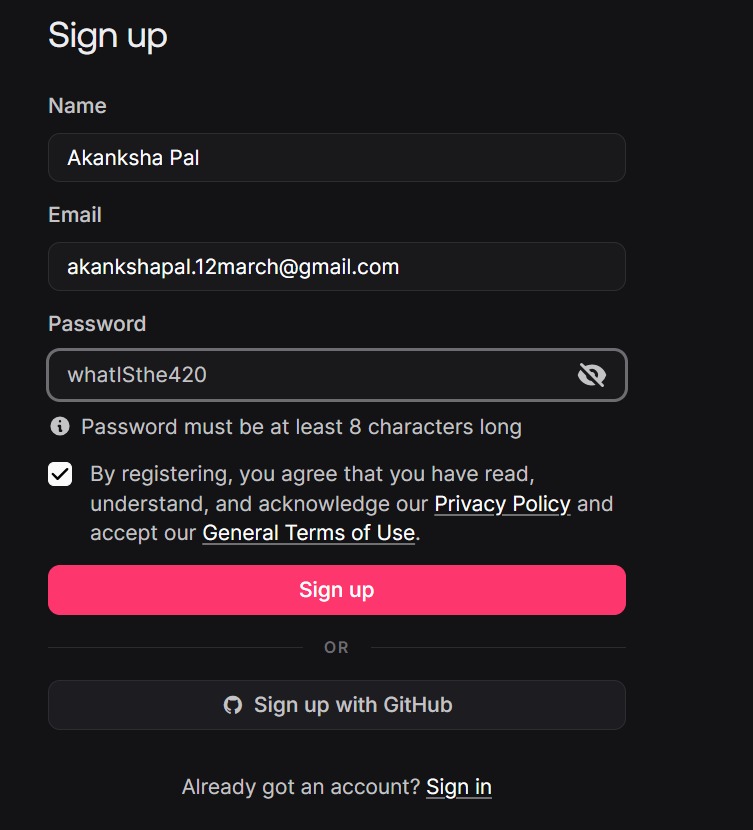 Sign up
Name
Akanksha Pal
Email
akankshapal.12march@gmail.com
Password
whatISthe420
Password must be at least 8 characters long
By registering, you agree that you have read,
understand, and acknowledge our Privacy Policy and
accept our General Terms of Use.
Sign up
OR
Sign up with GitHub
Already got an account? Sign in